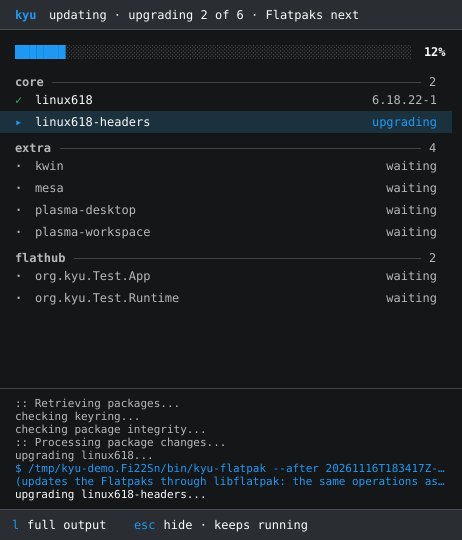 kyu updating · upgrading 2 of 6 · Flatpaks next
12%
core 2
✓ linux618 6.18.22-1
▸ linux618-headers upgrading
extra 4
· kwin waiting
· mesa waiting
· plasma-desktop waiting
· plasma-workspace waiting
flathub 2
· org.kyu.Test.App waiting
· org.kyu.Test.Runtime waiting
:: Retrieving packages...
checking keyring...
checking package integrity...
:: Processing package changes...
upgrading linux618...
$ /tmp/kyu-demo.Fi22Sn/bin/kyu-flatpak --after 20261116T183417Z-…
(updates the Flatpaks through libflatpak: the same operations as…
upgrading linux618-headers...
l full output esc hide · keeps running